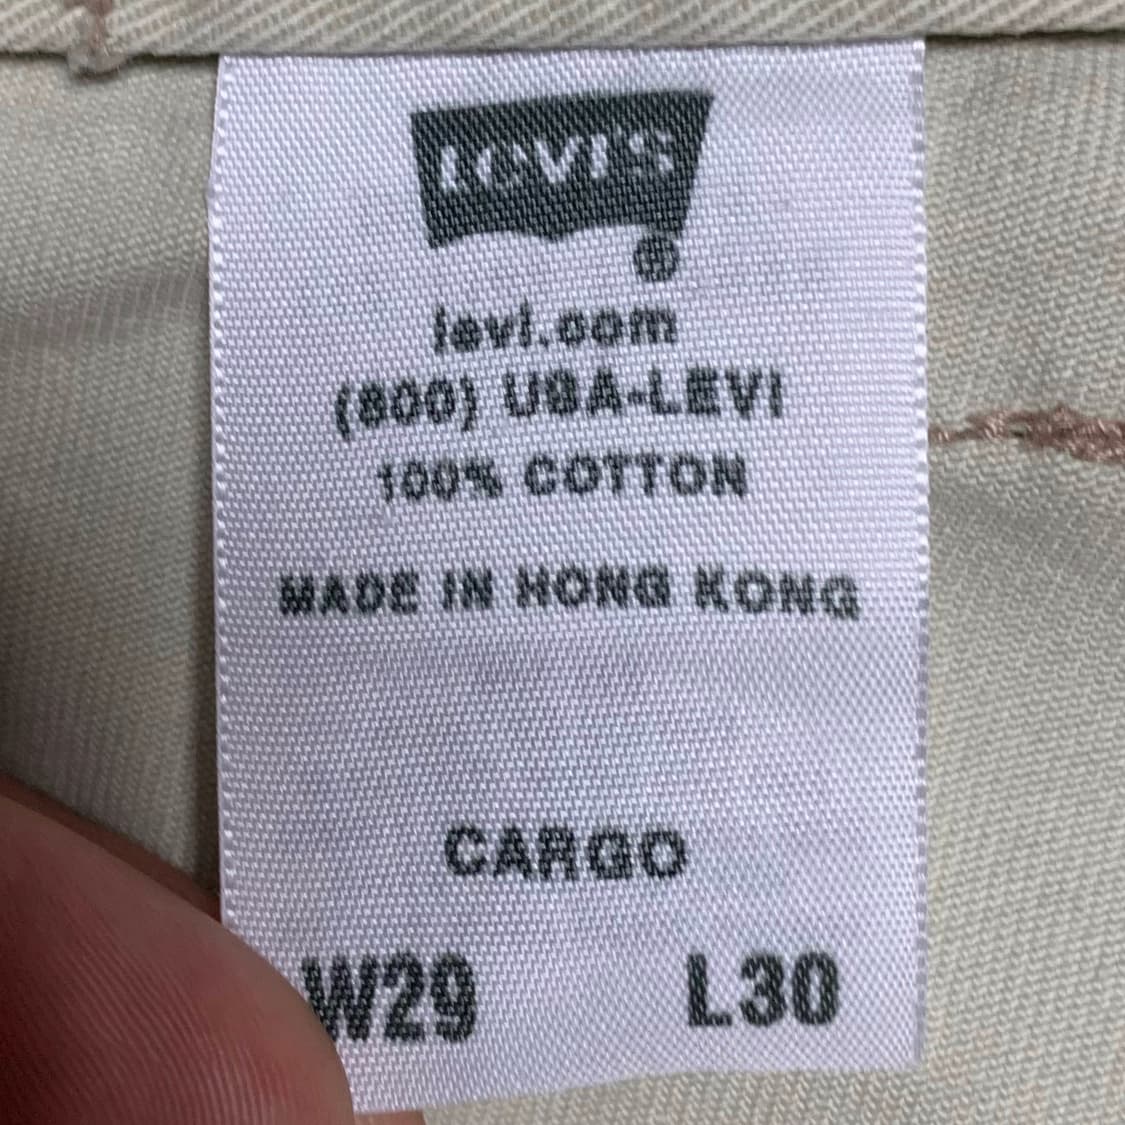 LEVI'S
®
levi.com
(800) USA-LEVI
100% COTTON
MADE IN HONG KONG
CARGO
W29 L30